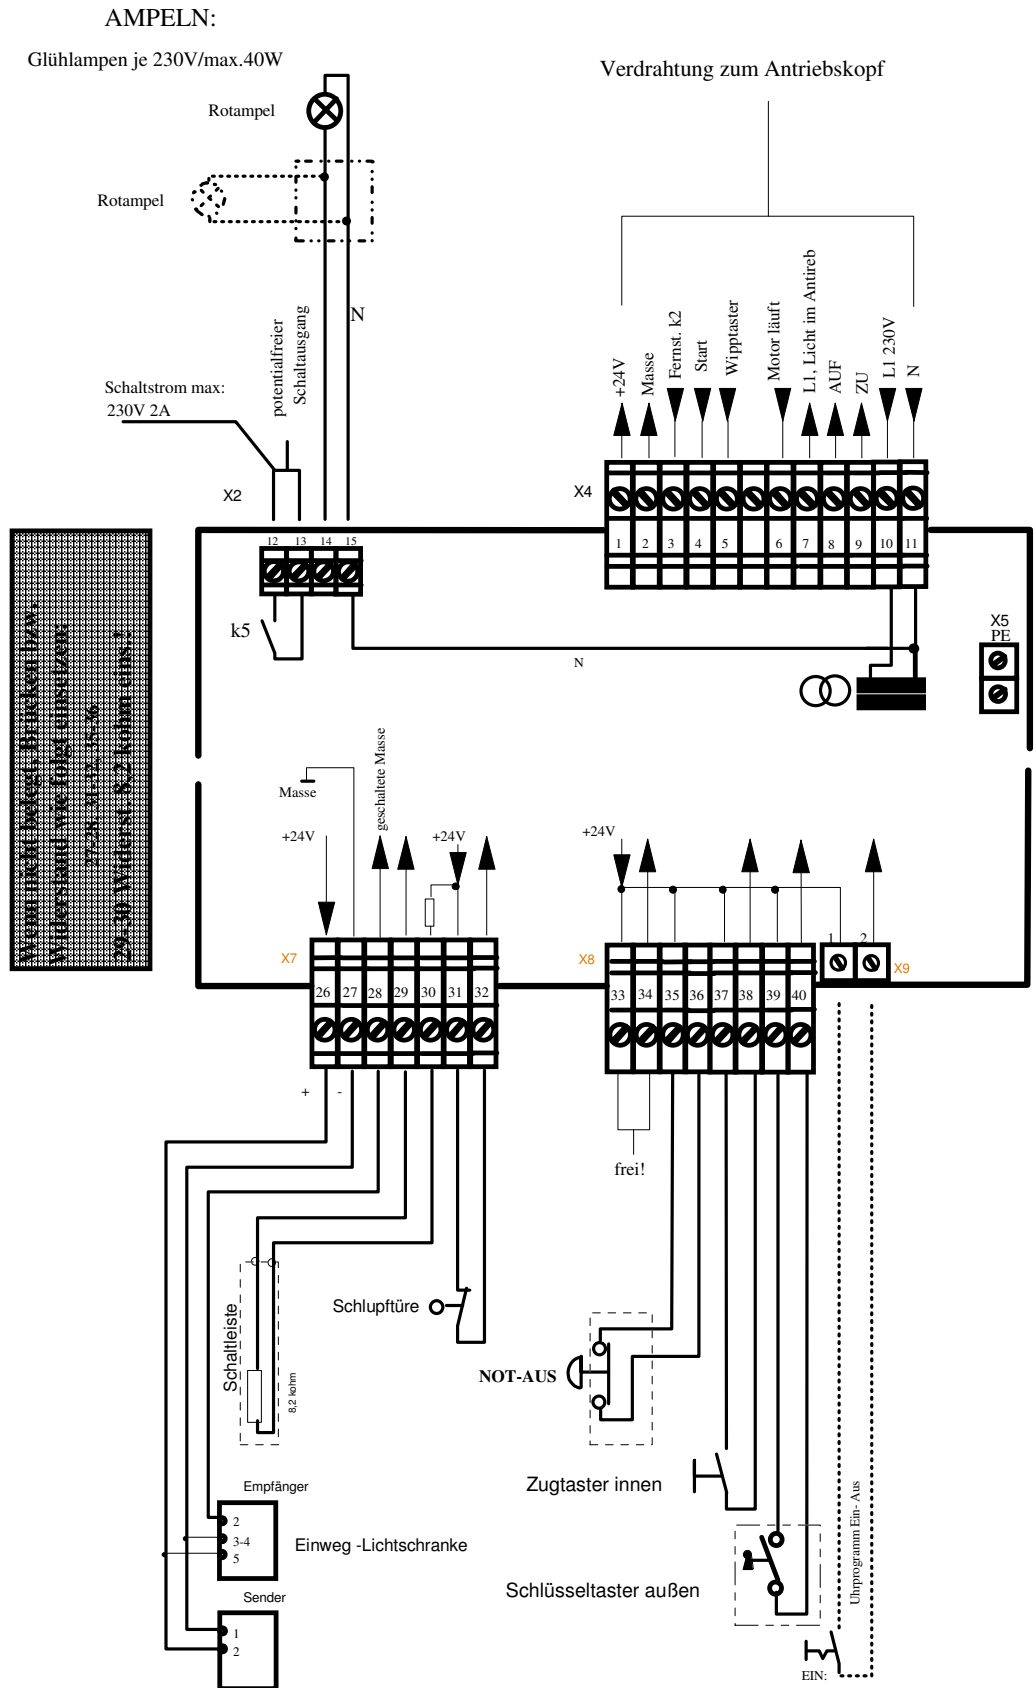 AMPELN:
Glühlampen je 230V/max.40W
Verdrahtung zum Antriebskopf
Rotampel
Rotampel
N
potentialfreier
Schaltausgang
Schaltstrom max:
230V 2A
+24V
Masse
Fernst. k2
Start
Wipptaster
Motor läuft
L1, Licht im Antireb
AUF
ZU
L1 230V
N
X2
X4
12 13 14 15
1 2 3 4 5 6 7 8 9 10 11
k5
N
X5
PE
Wenn nicht belegt, Brücken bzw.
Widerstand wie folgt einsetzen:
27-28, 31-32, 35-36
29-30 Widerst. 8,2 kohm eins.!
Masse
geschaltete Masse
+24V
+24V
+24V
X7
X8
1 2
X9
26 27 28 29 30 31 32
33 34 35 36 37 38 39 40
+ -
frei!
Schaltleiste
8,2 kohm
Schlupftüre
NOT-AUS
Zugtaster innen
Schlüsseltaster außen
Uhrprogramm Ein- Aus
EIN:
Empfänger
2
3-4
5
Einweg -Lichtschranke
Sender
1
2